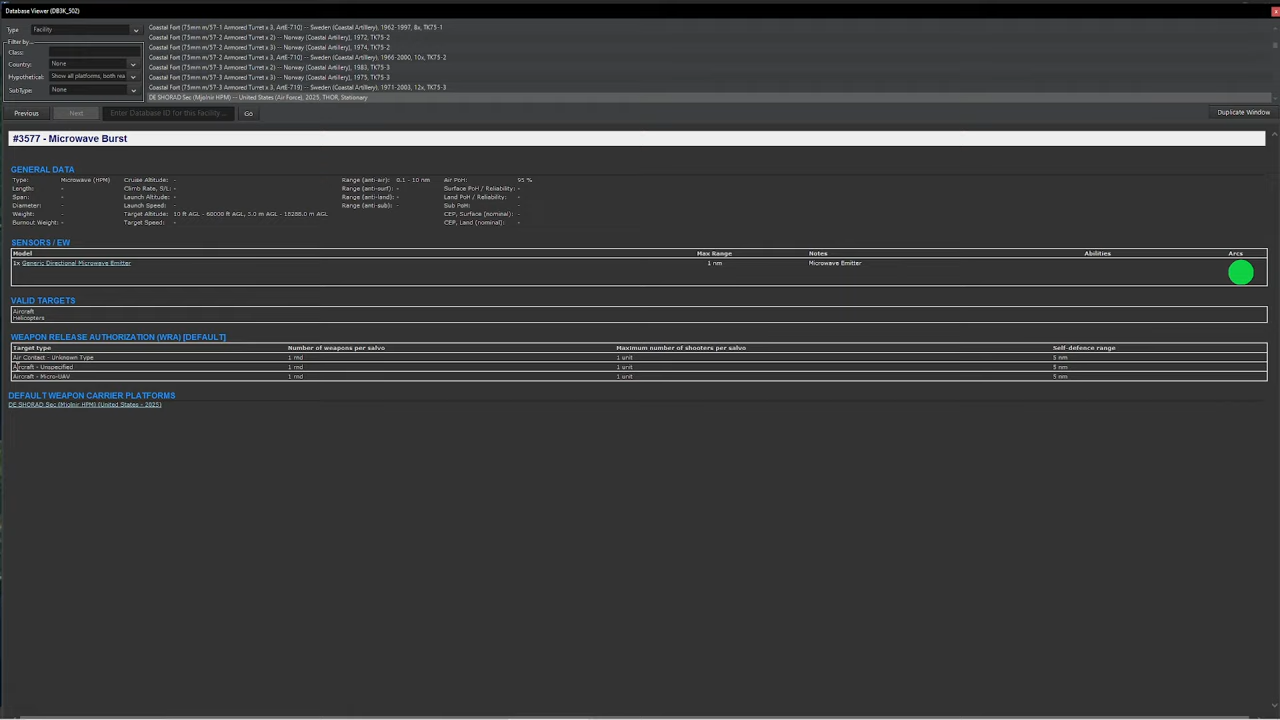 Database Viewer (DB3K_502)
Type Facility
Filter by...
Class:
Country: None
Hypothetical: Show all platforms, both rea
SubType: None
Coastal Fort (75mm m/57-1 Armored Turret x 3, ArtE-710) -- Sweden (Coastal Artillery), 1962-1997, 8x, TK75-1
Coastal Fort (75mm m/57-2 Armored Turret x 2) -- Norway (Coastal Artillery), 1972, TK75-2
Coastal Fort (75mm m/57-2 Armored Turret x 3) -- Norway (Coastal Artillery), 1972, TK75-2
Coastal Fort (75mm m/57-2 Armored Turret x 3, ArtE-710) -- Sweden (Coastal Artillery), 1966-2000, 10x, TK75-2
Coastal Fort (75mm m/57-3 Armored Turret x 2) -- Norway (Coastal Artillery), 1983, TK75-3
Coastal Fort (75mm m/57-3 Armored Turret x 3) -- Norway (Coastal Artillery), 1975, TK75-3
Coastal Fort (75mm m/57-3 Armored Turret x 3, ArtE-719) -- Sweden (Coastal Artillery), 1971-2003, 12x, TK75-3
DE SHORAD Sec (Mjolnir HPM) -- United States (Air Force), 2025, THOR, Stationary
Previous Next Enter Database ID for this Facility ... Go Duplicate Window
#3577 - Microwave Burst
GENERAL DATA
Type: Microwave (HPM) Cruise Altitude: - Range (anti-air): 0.1 - 10 nm Air PoH: 95 %
Length: - Climb Rate, S/L: - Range (anti-surf): - Surface PoH / Reliability: -
Span: - Launch Altitude: - Range (anti-land): - Land PoH / Reliability: -
Diameter: - Launch Speed: - Range (anti-sub): - Sub PoH: -
Weight: - Target Altitude: 10 ft AGL - 60000 ft AGL, 3.0 m AGL - 18288.0 m AGL CEP, Surface (nominal): -
Burnout Weight: - Target Speed: - CEP, Land (nominal): -
SENSORS / EW
Model Max Range Notes Abilities Arcs
1x Generic Directional Microwave Emitter 1 nm Microwave Emitter
VALID TARGETS
Aircraft
Helicopters
WEAPON RELEASE AUTHORIZATION (WRA) [DEFAULT]
Target type Number of weapons per salvo Maximum number of shooters per salvo Self-defence range
Air Contact - Unknown Type 1 rnd 1 unit 5 nm
Aircraft - Unspecified 1 rnd 1 unit 5 nm
Aircraft - Micro-UAV 1 rnd 1 unit 5 nm
DEFAULT WEAPON CARRIER PLATFORMS
DE SHORAD Sec (Mjolnir HPM) (United States - 2025)